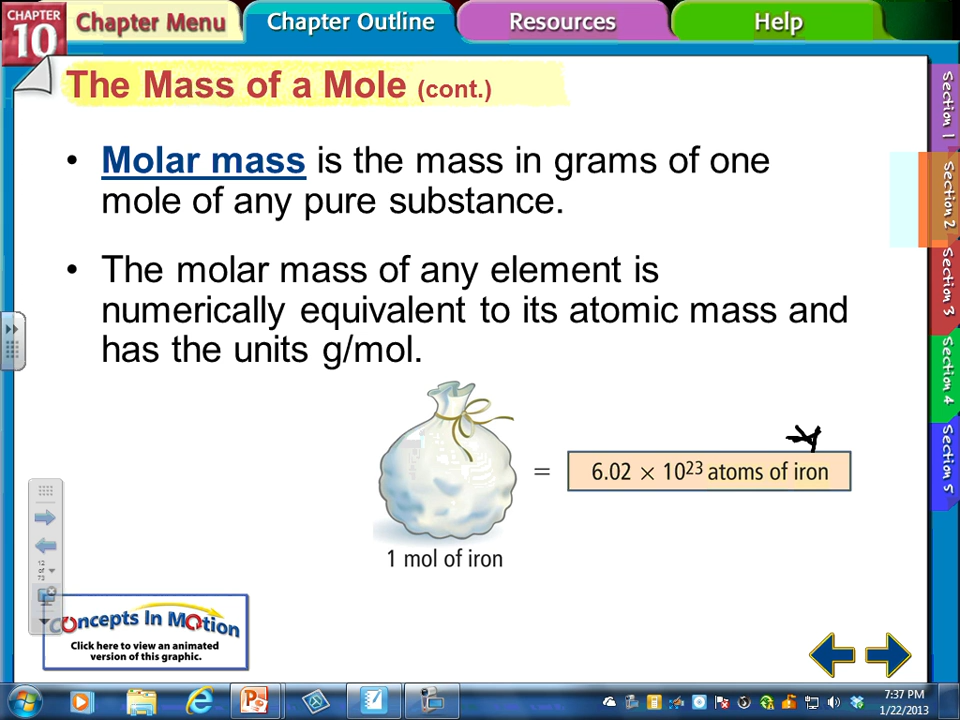 CHAPTER
10
Chapter Menu
Chapter Outline
Resources
Help
The Mass of a Mole (cont.)
• Molar mass is the mass in grams of one
mole of any pure substance.
• The molar mass of any element is
numerically equivalent to its atomic mass and
has the units g/mol.
= 6.02 × 10²³ atoms of iron
1 mol of iron
Section 1
Section 2
Section 3
Section 4
Section 5
12
of
73
Concepts In Motion
Click here to view an animated
version of this graphic.
7:37 PM
1/22/2013